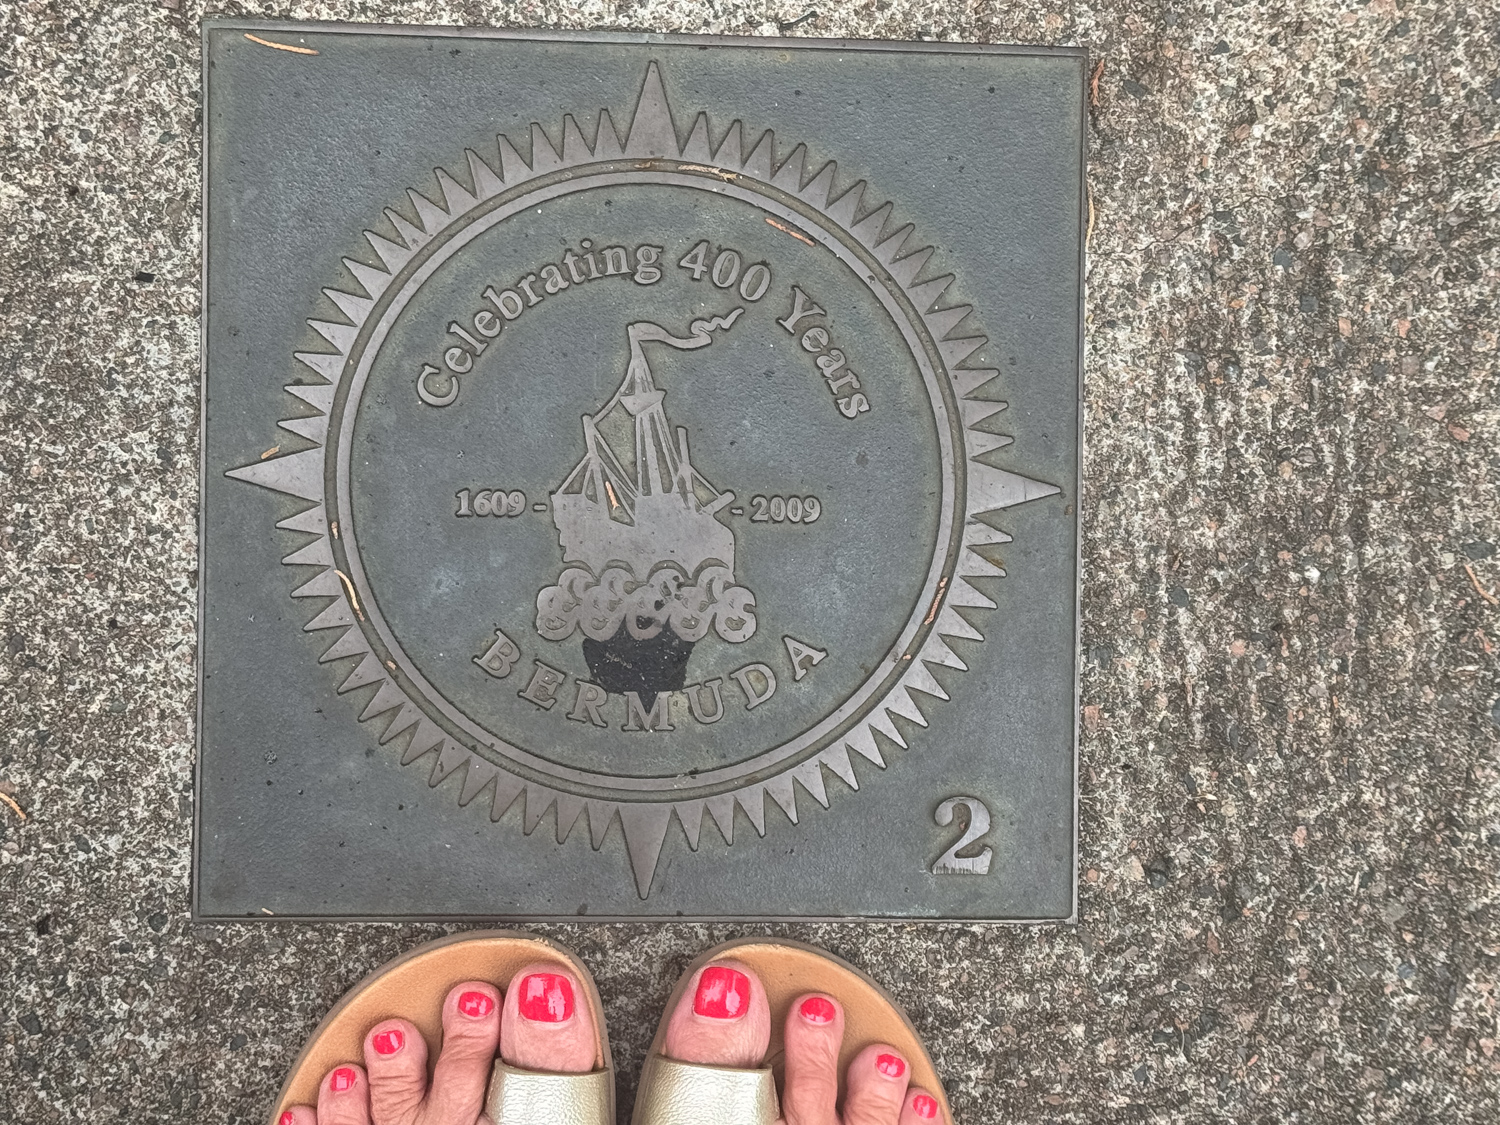 Celebrating 400 Years
1609 - - 2009
BERMUDA
2